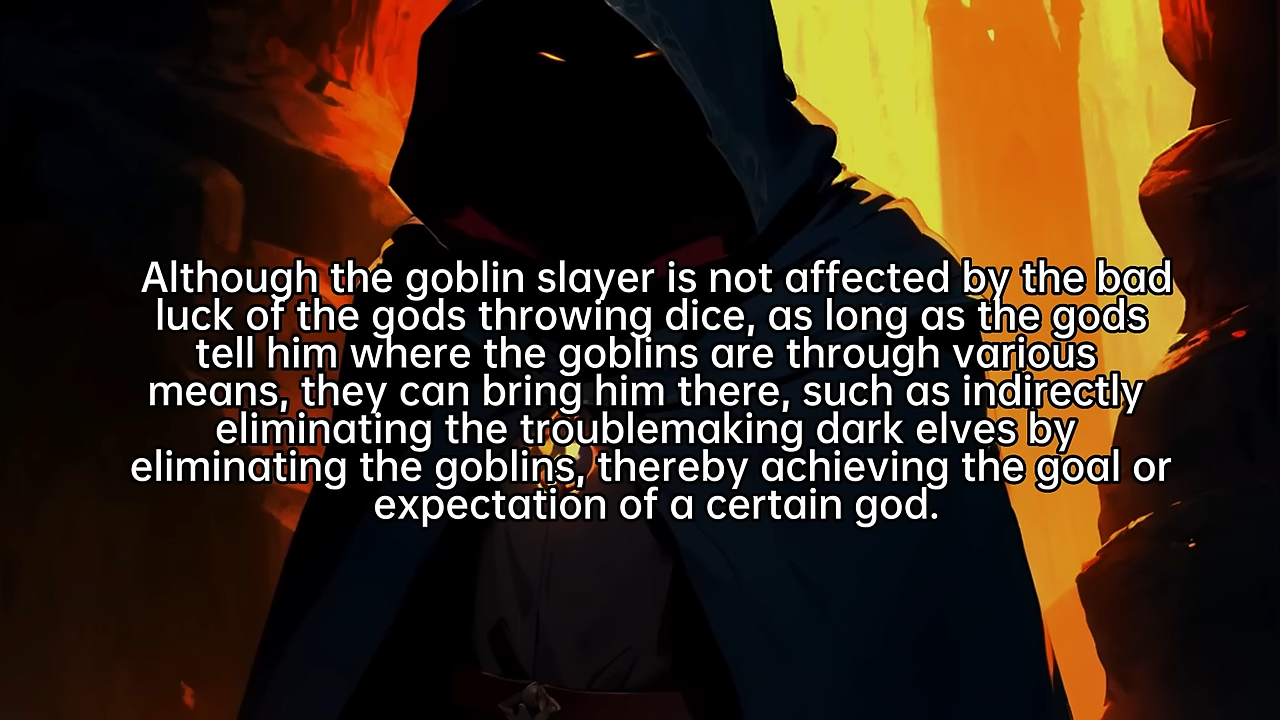 Although the goblin slayer is not affected by the bad
luck of the gods throwing dice, as long as the gods
tell him where the goblins are through various
means, they can bring him there, such as indirectly
eliminating the troublemaking dark elves by
eliminating the goblins, thereby achieving the goal or
expectation of a certain god.